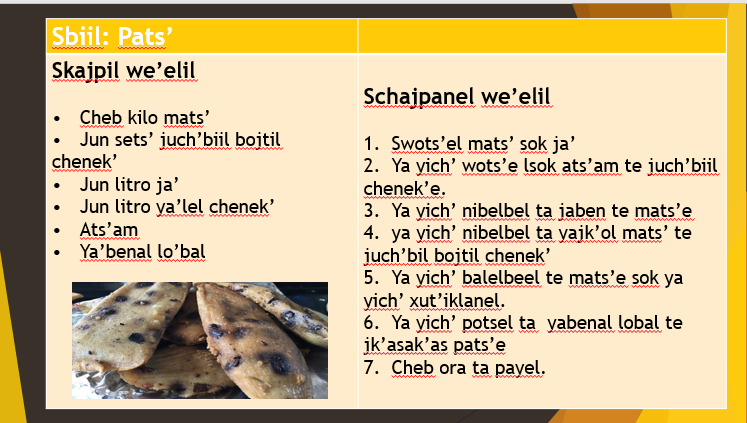 Sbiil: Pats’
Skajpil we’elil
• Cheb kilo mats’
• Jun sets’ juch’biil bojtil
chenek’
• Jun litro ja’
• Jun litro ya’lel chenek’
• Ats’am
• Ya’benal lo’bal
Schajpanel we’elil
1. Swots’el mats’ sok ja’
2. Ya yich’ wots’e lsok ats’am te juch’biil
chenek’e.
3. Ya yich’ nibelbel ta jaben te mats’e
4. ya yich’ nibelbel ta yajk’ol mats’ te
juch’bil bojtil chenek’
5. Ya yich’ balelbeel te mats’e sok ya
yich’ xut’iklanel.
6. Ya yich’ potsel ta yabenal lobal te
jk’asak’as pats’e
7. Cheb ora ta payel.